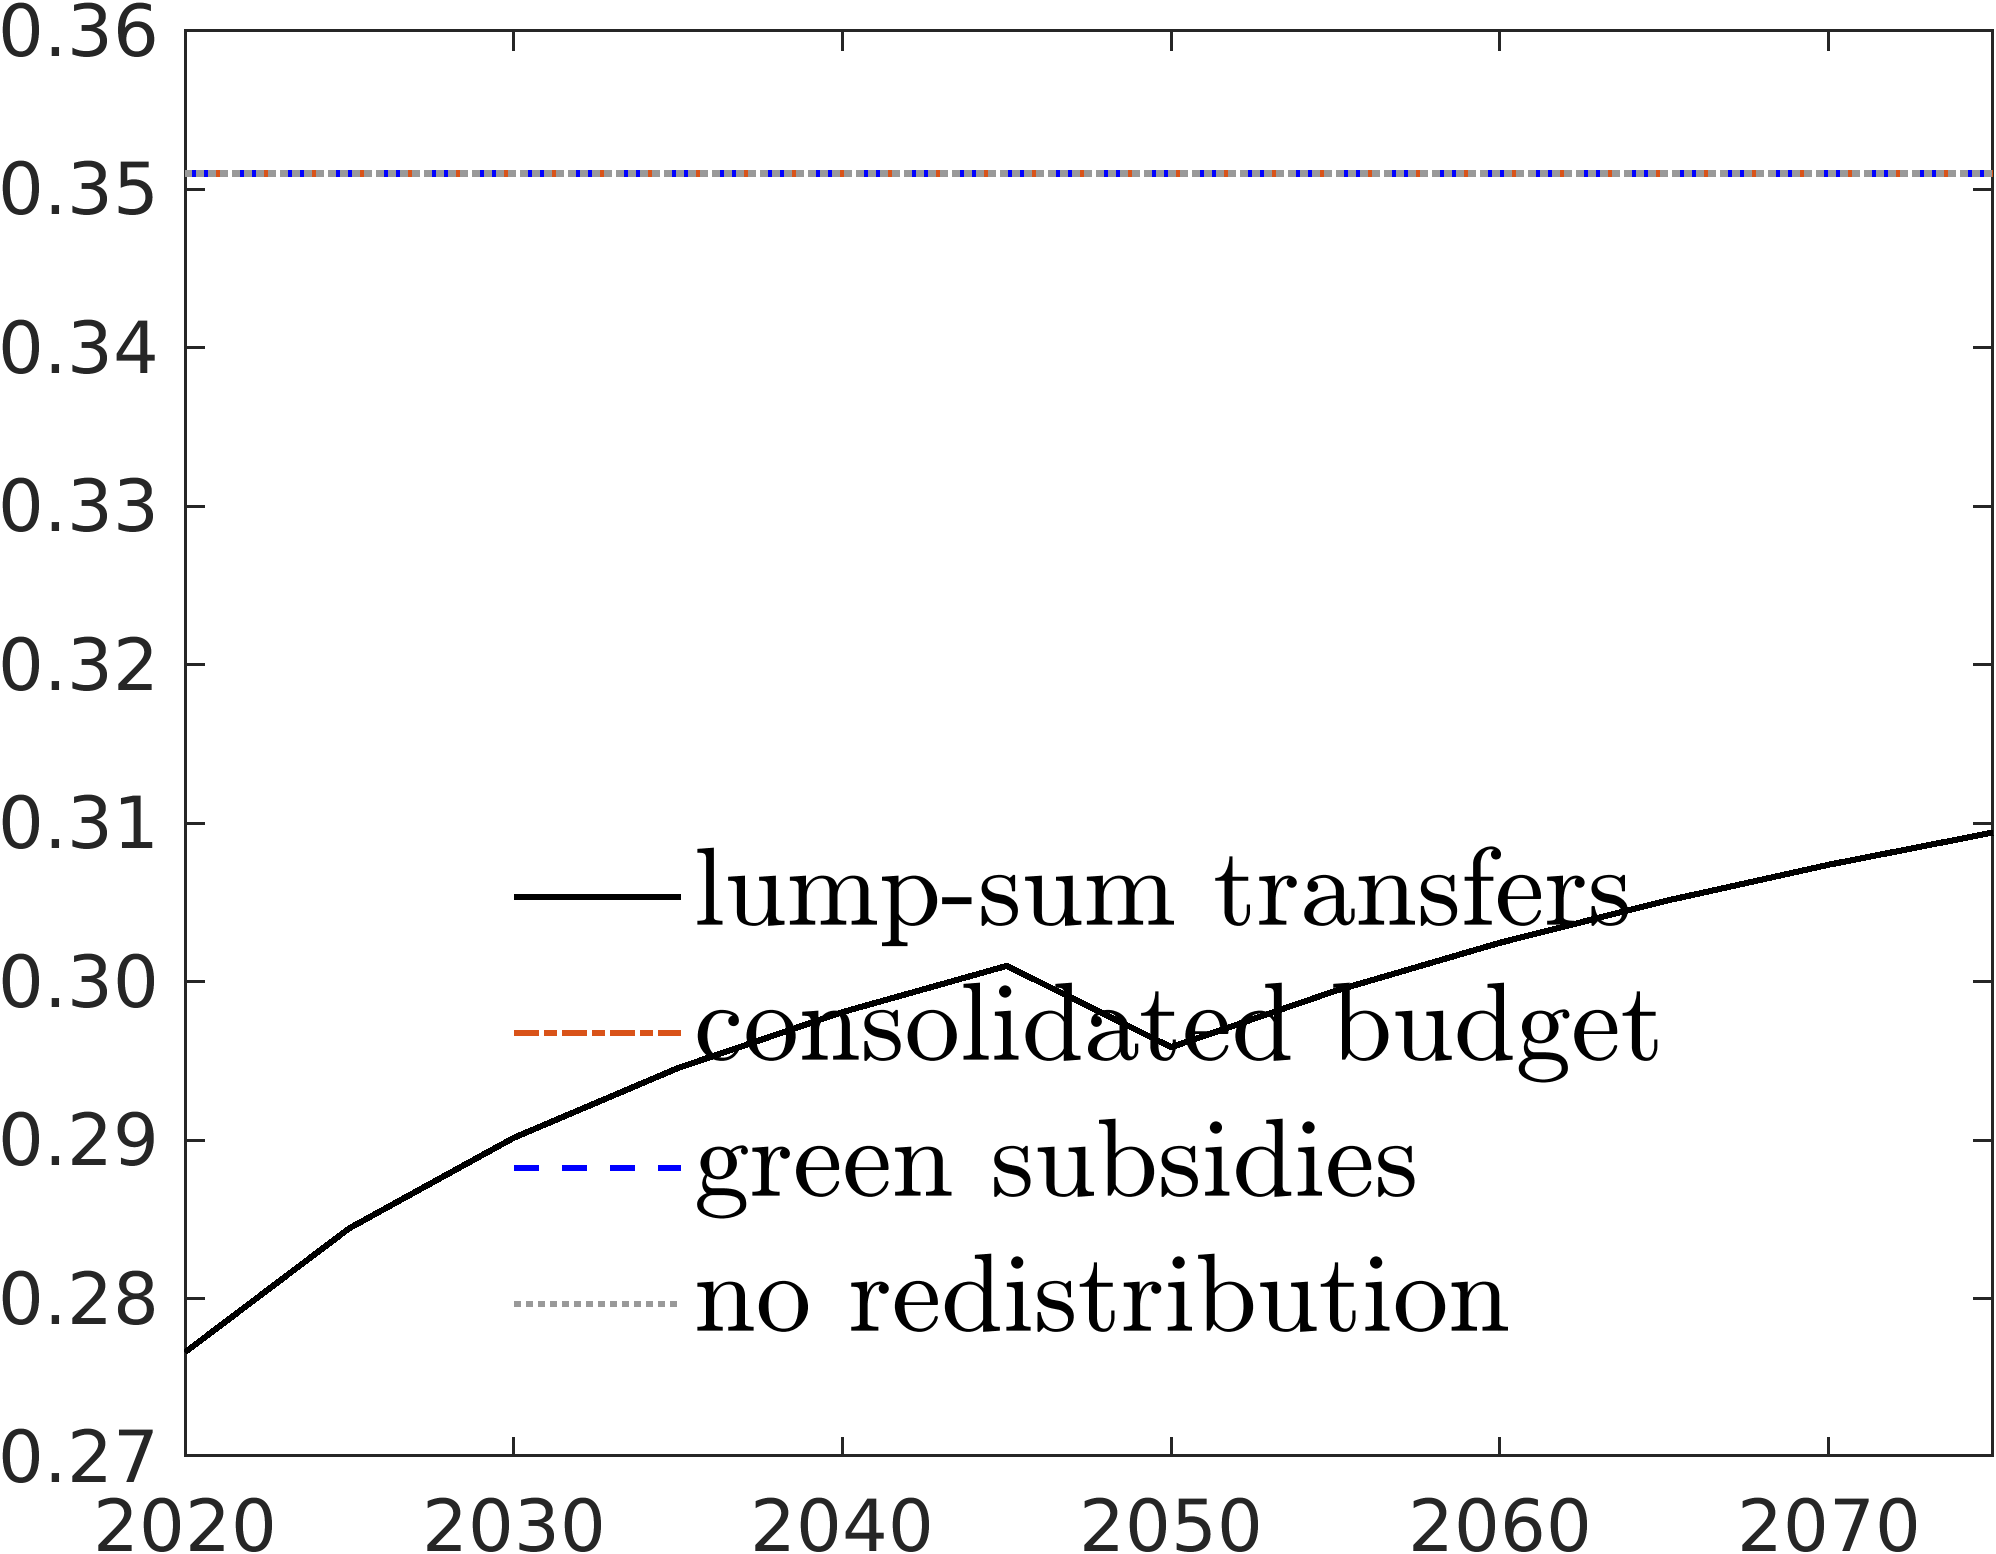 0.36
0.35
0.34
0.33
0.32
0.31
0.30
0.29
0.28
0.27
lump-sum transfers
consolidated budget
green subsidies
no redistribution
2020 2030 2040 2050 2060 2070